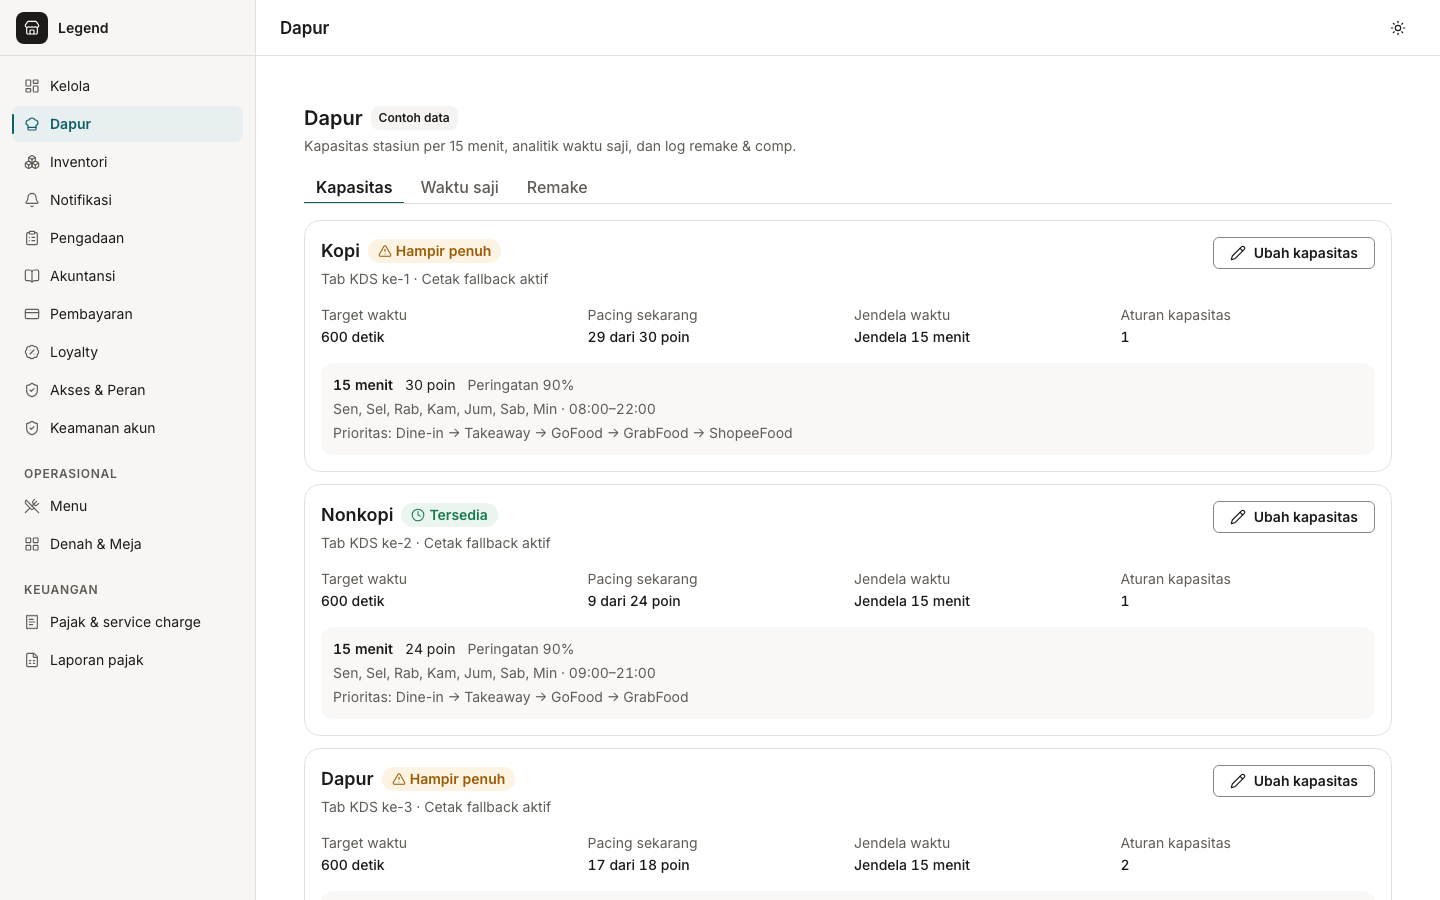 Legend
Dapur
Kelola
Dapur
Inventori
Notifikasi
Pengadaan
Akuntansi
Pembayaran
Loyalty
Akses & Peran
Keamanan akun
OPERASIONAL
Menu
Denah & Meja
KEUANGAN
Pajak & service charge
Laporan pajak
Dapur Contoh data
Kapasitas stasiun per 15 menit, analitik waktu saji, dan log remake & comp.
Kapasitas Waktu saji Remake
Kopi Hampir penuh Ubah kapasitas
Tab KDS ke-1 · Cetak fallback aktif
Target waktu Pacing sekarang Jendela waktu Aturan kapasitas
600 detik 29 dari 30 poin Jendela 15 menit 1
15 menit 30 poin Peringatan 90%
Sen, Sel, Rab, Kam, Jum, Sab, Min · 08:00–22:00
Prioritas: Dine-in → Takeaway → GoFood → GrabFood → ShopeeFood
Nonkopi Tersedia Ubah kapasitas
Tab KDS ke-2 · Cetak fallback aktif
Target waktu Pacing sekarang Jendela waktu Aturan kapasitas
600 detik 9 dari 24 poin Jendela 15 menit 1
15 menit 24 poin Peringatan 90%
Sen, Sel, Rab, Kam, Jum, Sab, Min · 09:00–21:00
Prioritas: Dine-in → Takeaway → GoFood → GrabFood
Dapur Hampir penuh Ubah kapasitas
Tab KDS ke-3 · Cetak fallback aktif
Target waktu Pacing sekarang Jendela waktu Aturan kapasitas
600 detik 17 dari 18 poin Jendela 15 menit 2